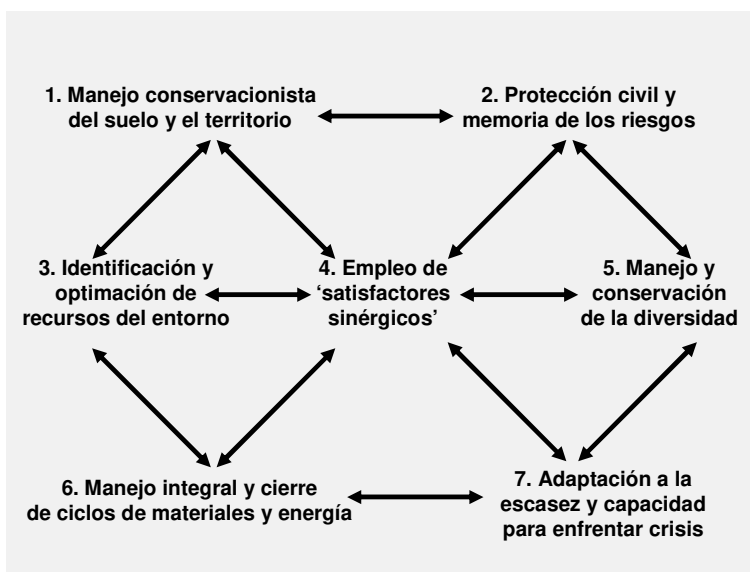 1. Manejo conservacionista
del suelo y el territorio
2. Protección civil y
memoria de los riesgos
3. Identificación y
optimación de
recursos del entorno
4. Empleo de
‘satisfactores
sinérgicos’
5. Manejo y
conservación
de la diversidad
6. Manejo integral y cierre
de ciclos de materiales y energía
7. Adaptación a la
escasez y capacidad
para enfrentar crisis